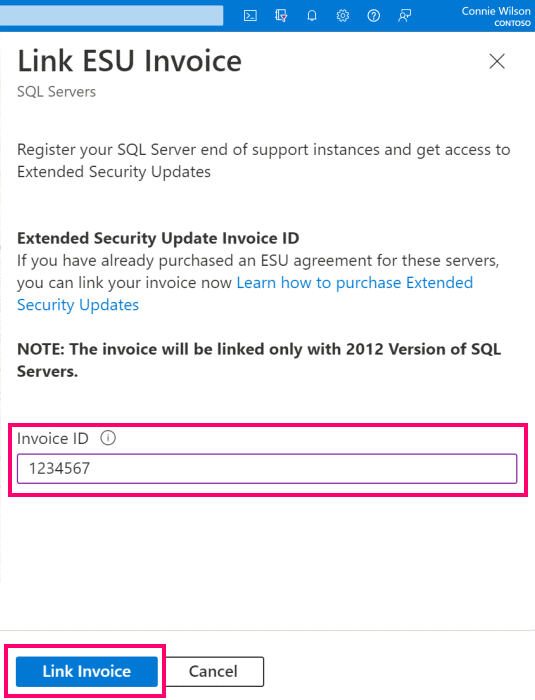 Connie Wilson
CONTOSO
Link ESU Invoice
SQL Servers
Register your SQL Server end of support instances and get access to
Extended Security Updates
Extended Security Update Invoice ID
If you have already purchased an ESU agreement for these servers,
you can link your invoice now Learn how to purchase Extended
Security Updates
NOTE: The invoice will be linked only with 2012 Version of SQL
Servers.
Invoice ID
1234567
Link Invoice
Cancel